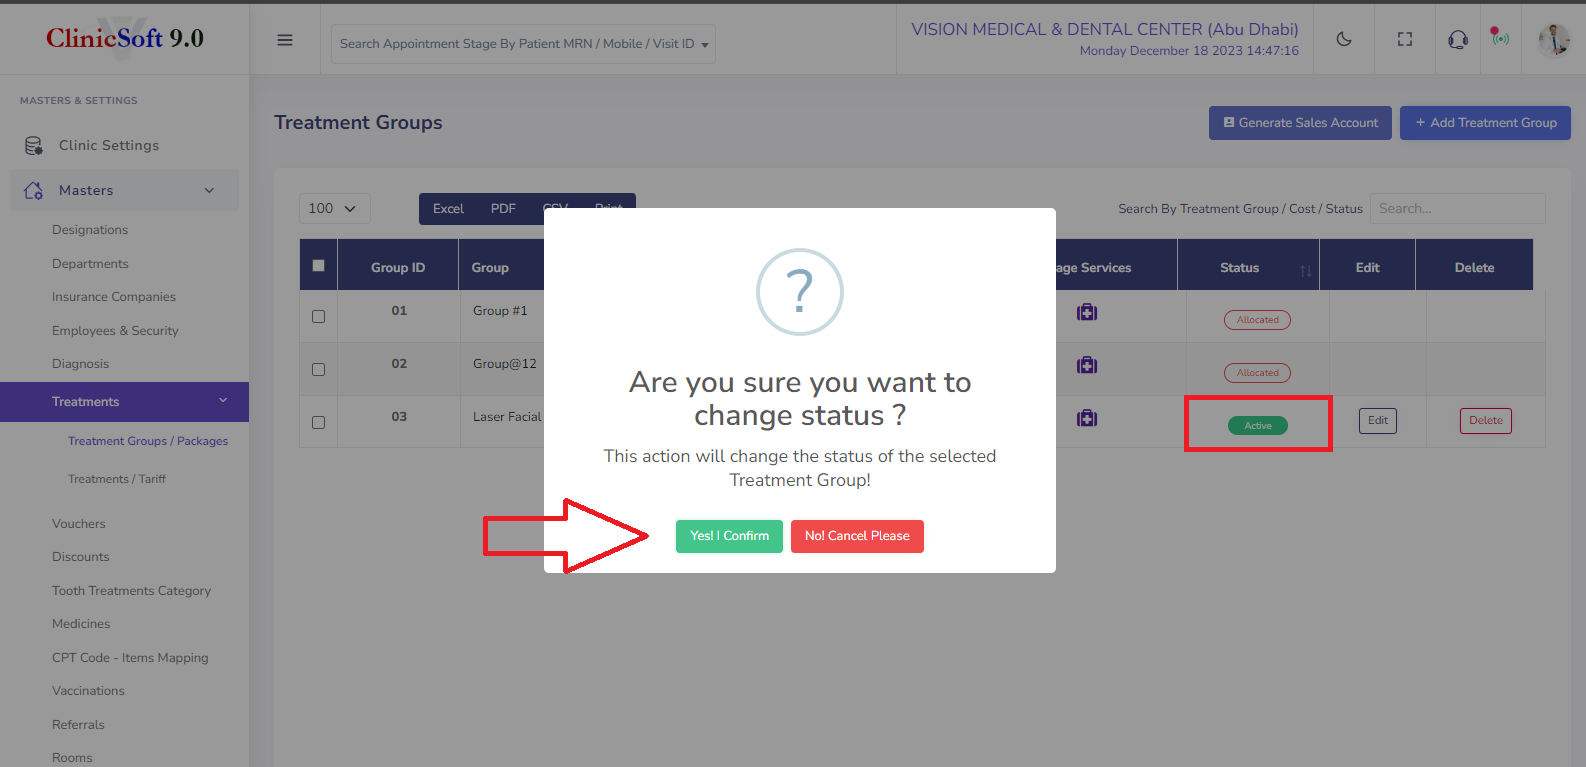 ClinicSoft 9.0
Search Appointment Stage By Patient MRN / Mobile / Visit ID
VISION MEDICAL & DENTAL CENTER (Abu Dhabi)
Monday December 18 2023 14:47:16
MASTERS & SETTINGS
Clinic Settings
Masters
Designations
Departments
Insurance Companies
Employees & Security
Diagnosis
Treatments
Treatment Groups / Packages
Treatments / Tariff
Vouchers
Discounts
Tooth Treatments Category
Medicines
CPT Code - Items Mapping
Vaccinations
Referrals
Rooms
Treatment Groups
Generate Sales Account
+ Add Treatment Group
100
Excel PDF CSV Print
Search By Treatment Group / Cost / Status Search...
Group ID Group age Services Status Edit Delete
01 Group #1 Allocated
02 Group@12 Allocated
03 Laser Facial Active Edit Delete
?
Are you sure you want to
change status ?
This action will change the status of the selected
Treatment Group!
Yes! I Confirm No! Cancel Please